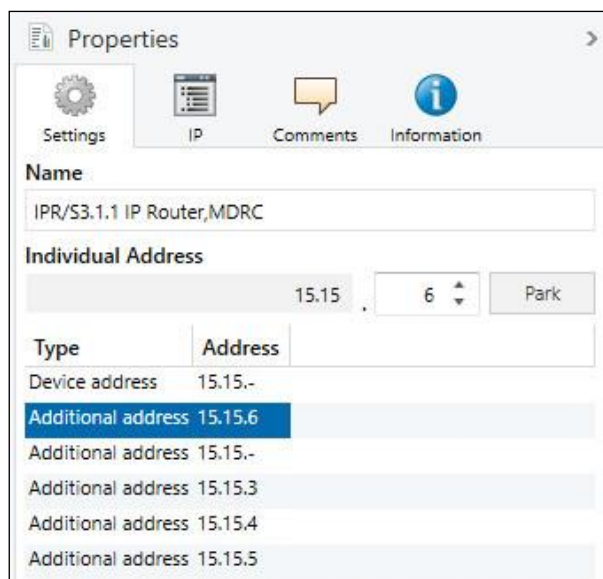 Properties
Settings IP Comments Information
Name
IPR/S3.1.1 IP Router,MDRC
Individual Address
15.15 . 6 Park
Type Address
Device address 15.15.-
Additional address 15.15.6
Additional address 15.15.-
Additional address 15.15.3
Additional address 15.15.4
Additional address 15.15.5